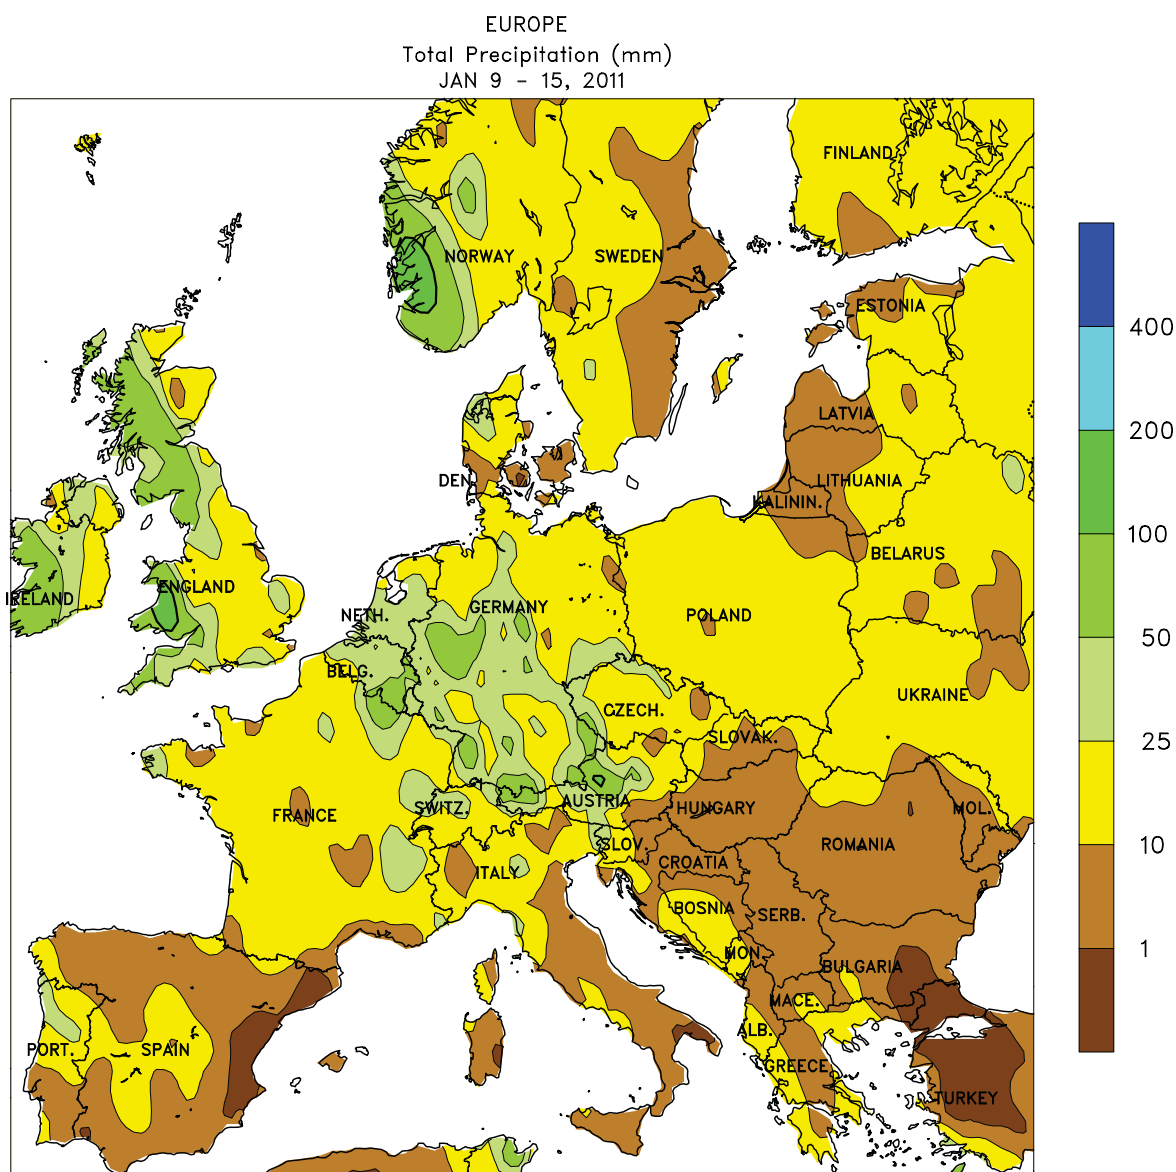 EUROPE
Total Precipitation (mm)
JAN 9 - 15, 2011
FINLAND
NORWAY
SWEDEN
ESTONIA
400
LATVIA
200
DEN.
LITHUANIA
KALININ.
100
BELARUS
IRELAND
ENGLAND
NETH.
GERMANY
POLAND
50
BELG.
UKRAINE
CZECH.
SLOVAK.
25
FRANCE
SWITZ.
AUSTRIA
HUNGARY
MOL.
ROMANIA
10
SLOV.
CROATIA
ITALY
BOSNIA
SERB.
MON.
1
BULGARIA
MACE.
ALB.
PORT.
SPAIN
GREECE
TURKEY